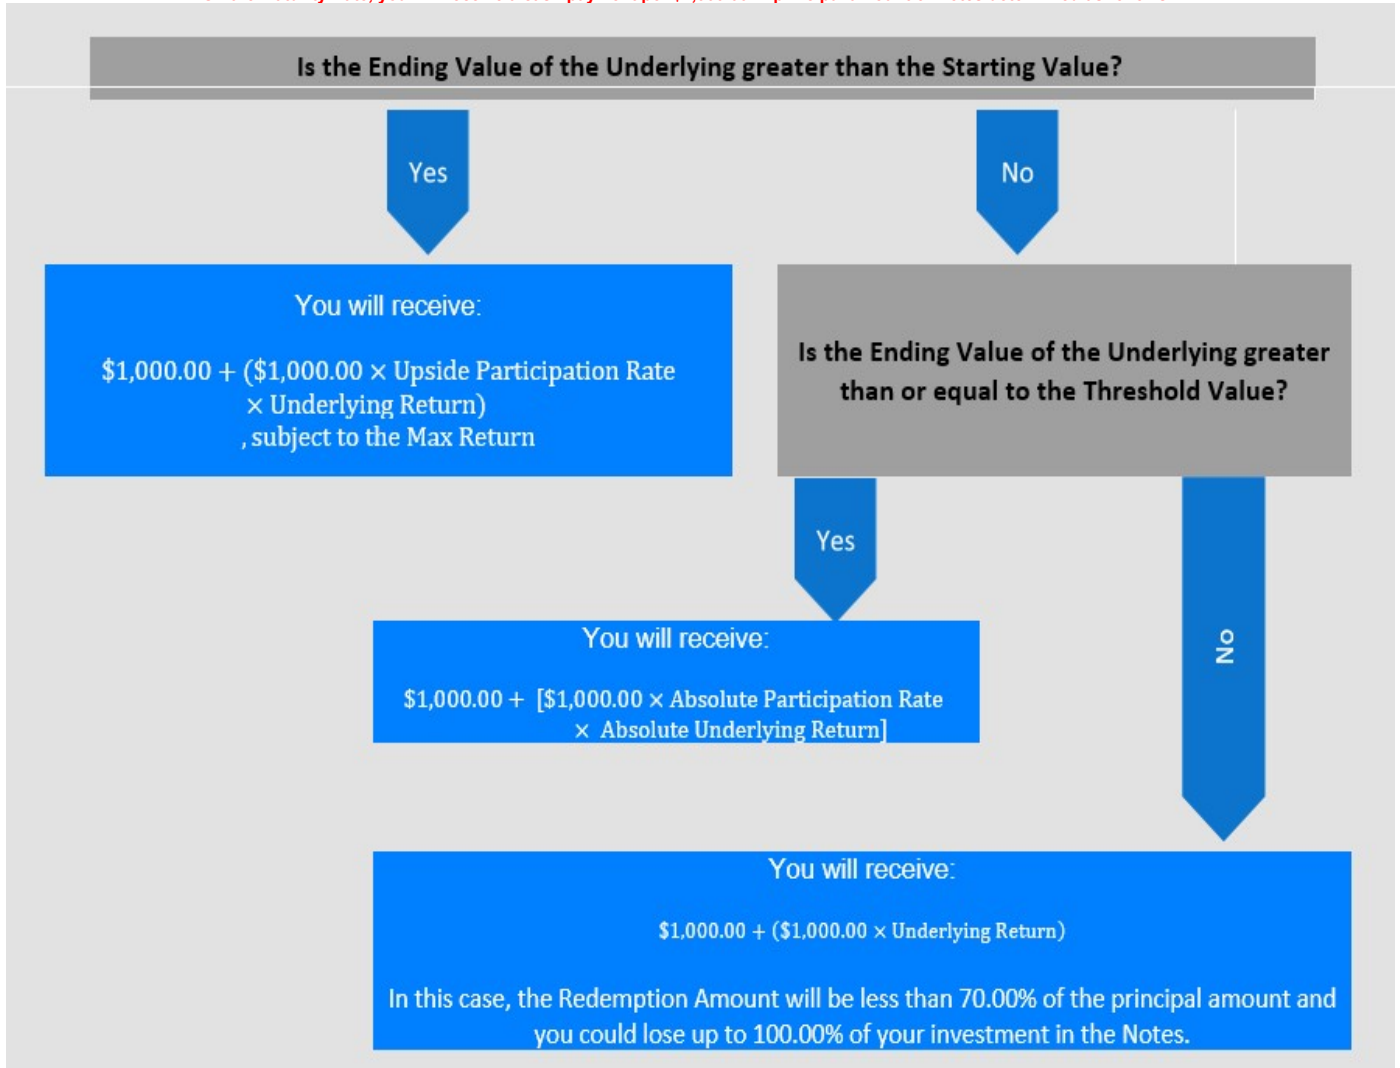 Is the Ending Value of the Underlying greater than the Starting Value?
Yes
No
You will receive:
$1,000.00 + ($1,000.00 × Upside Participation Rate
× Underlying Return)
, subject to the Max Return
Is the Ending Value of the Underlying greater
than or equal to the Threshold Value?
Yes
No
You will receive:
$1,000.00 + [$1,000.00 × Absolute Participation Rate
× Absolute Underlying Return]
You will receive:
$1,000.00 + ($1,000.00 × Underlying Return)
In this case, the Redemption Amount will be less than 70.00% of the principal amount and
you could lose up to 100.00% of your investment in the Notes.